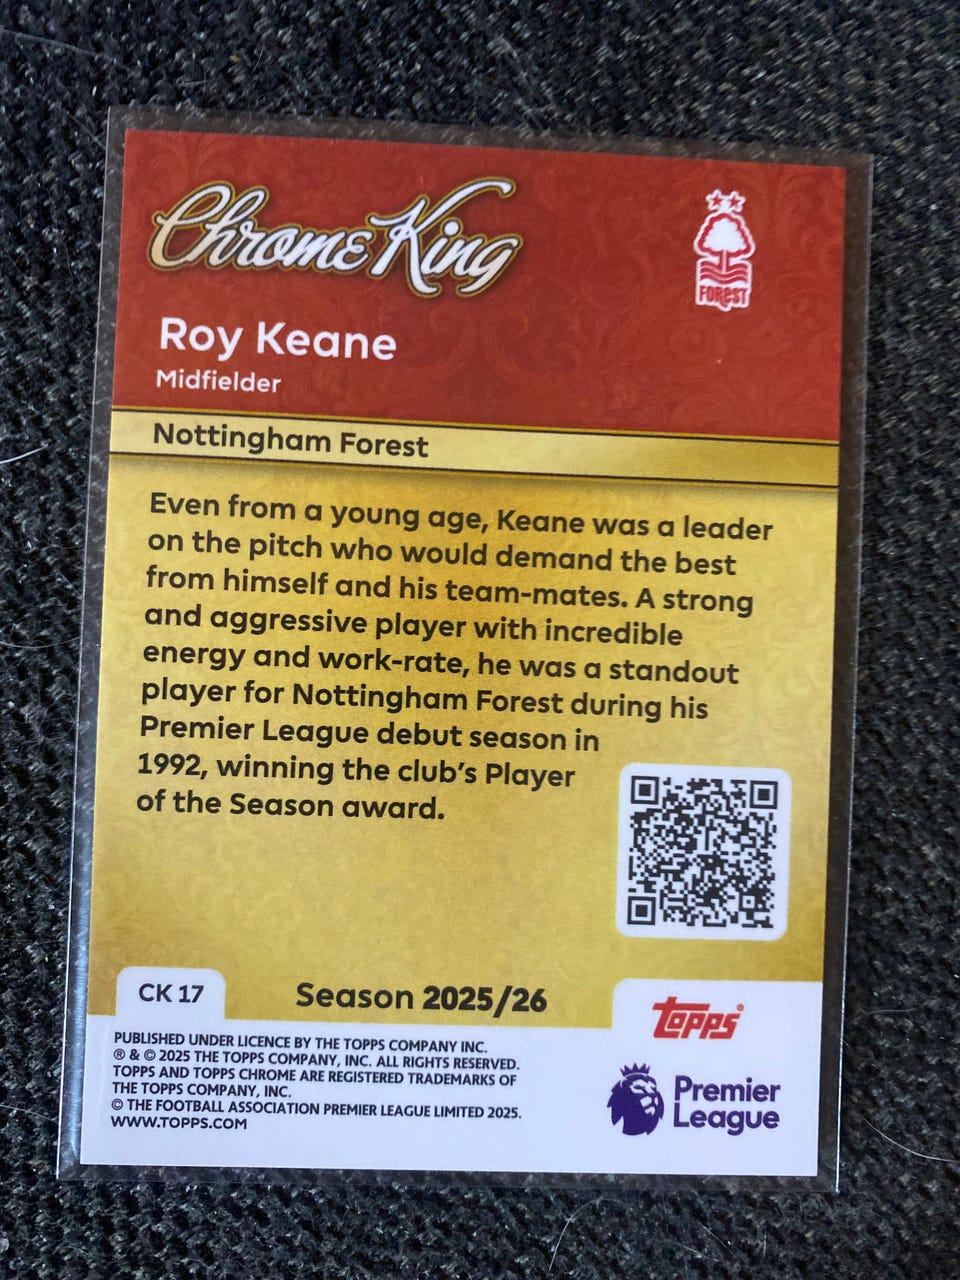 Chrome King
FOREST
Roy Keane
Midfielder
Nottingham Forest
Even from a young age, Keane was a leader
on the pitch who would demand the best
from himself and his team-mates. A strong
and aggressive player with incredible
energy and work-rate, he was a standout
player for Nottingham Forest during his
Premier League debut season in
1992, winning the club's Player
of the Season award.
CK 17
Season 2025/26
Topps®
PUBLISHED UNDER LICENCE BY THE TOPPS COMPANY INC.
® & © 2025 THE TOPPS COMPANY, INC. ALL RIGHTS RESERVED.
TOPPS AND TOPPS CHROME ARE REGISTERED TRADEMARKS OF
THE TOPPS COMPANY, INC.
© THE FOOTBALL ASSOCIATION PREMIER LEAGUE LIMITED 2025.
WWW.TOPPS.COM
Premier
League